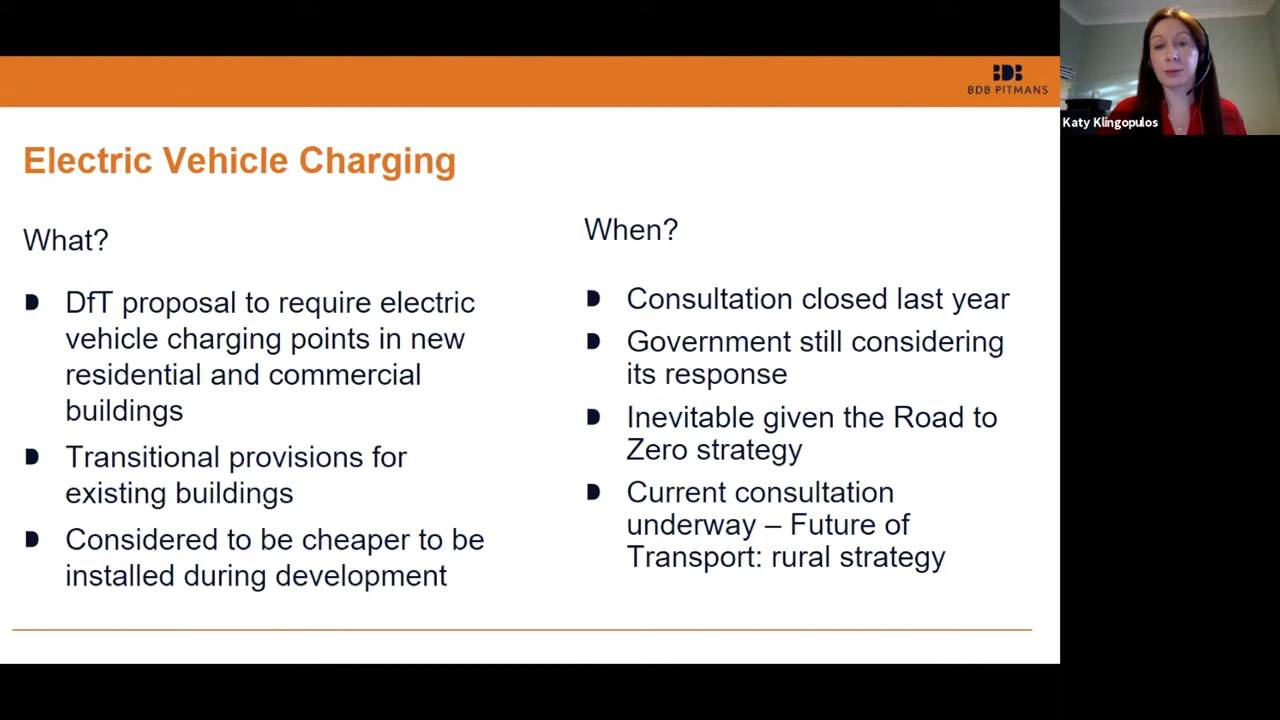 BDB
BDB PITMANS
Katy Klingopulos
Electric Vehicle Charging
What?
DfT proposal to require electric
vehicle charging points in new
residential and commercial
buildings
Transitional provisions for
existing buildings
Considered to be cheaper to be
installed during development
When?
Consultation closed last year
Government still considering
its response
Inevitable given the Road to
Zero strategy
Current consultation
underway – Future of
Transport: rural strategy